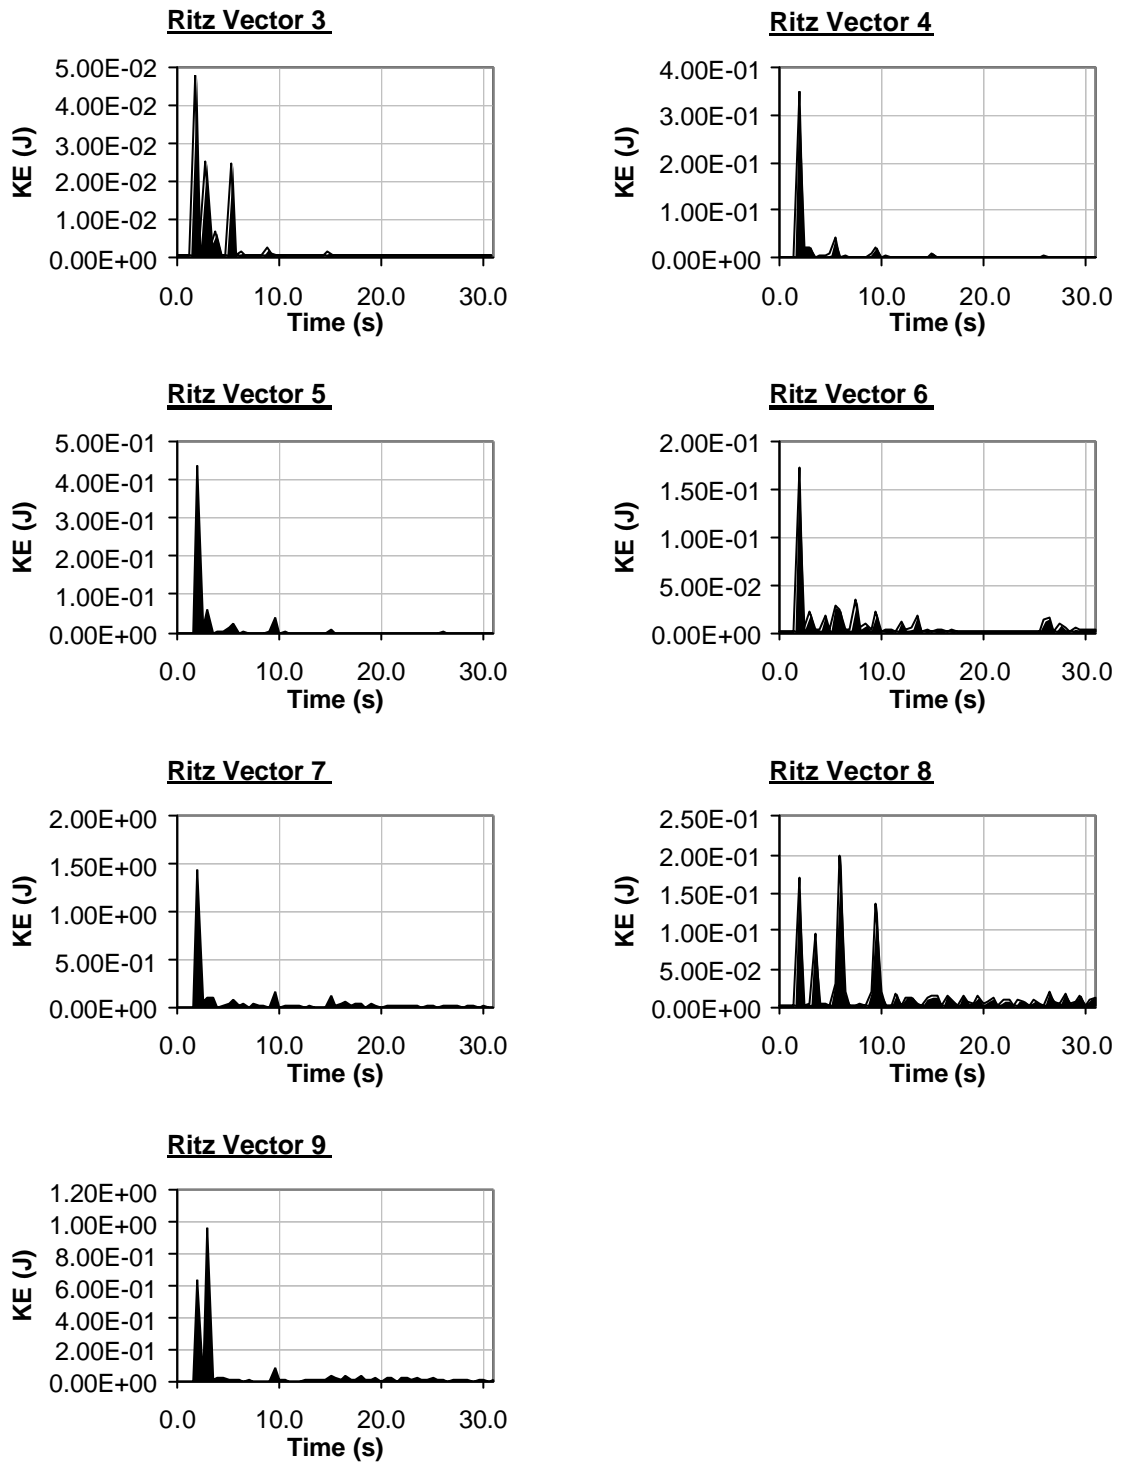 Ritz Vector 3
5.00E-02
4.00E-02
3.00E-02
2.00E-02
1.00E-02
0.00E+00
KE (J)
0.0 10.0 20.0 30.0
Time (s)
Ritz Vector 4
4.00E-01
3.00E-01
2.00E-01
1.00E-01
0.00E+00
KE (J)
0.0 10.0 20.0 30.0
Time (s)
Ritz Vector 5
5.00E-01
4.00E-01
3.00E-01
2.00E-01
1.00E-01
0.00E+00
KE (J)
0.0 10.0 20.0 30.0
Time (s)
Ritz Vector 6
2.00E-01
1.50E-01
1.00E-01
5.00E-02
0.00E+00
KE (J)
0.0 10.0 20.0 30.0
Time (s)
Ritz Vector 7
2.00E+00
1.50E+00
1.00E+00
5.00E-01
0.00E+00
KE (J)
0.0 10.0 20.0 30.0
Time (s)
Ritz Vector 8
2.50E-01
2.00E-01
1.50E-01
1.00E-01
5.00E-02
0.00E+00
KE (J)
0.0 10.0 20.0 30.0
Time (s)
Ritz Vector 9
1.20E+00
1.00E+00
8.00E-01
6.00E-01
4.00E-01
2.00E-01
0.00E+00
KE (J)
0.0 10.0 20.0 30.0
Time (s)